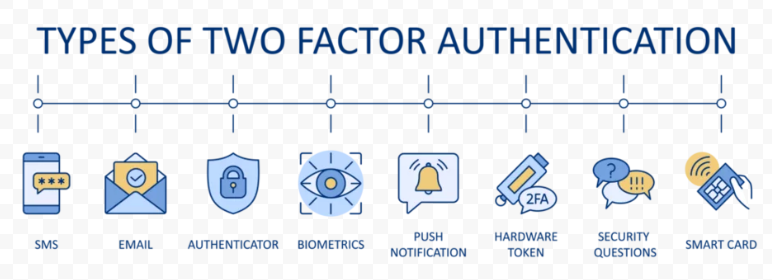 TYPES OF TWO FACTOR AUTHENTICATION
***
?
!!!
2FA
SMS
EMAIL
AUTHENTICATOR
BIOMETRICS
PUSH
NOTIFICATION
HARDWARE
TOKEN
SECURITY
QUESTIONS
SMART CARD